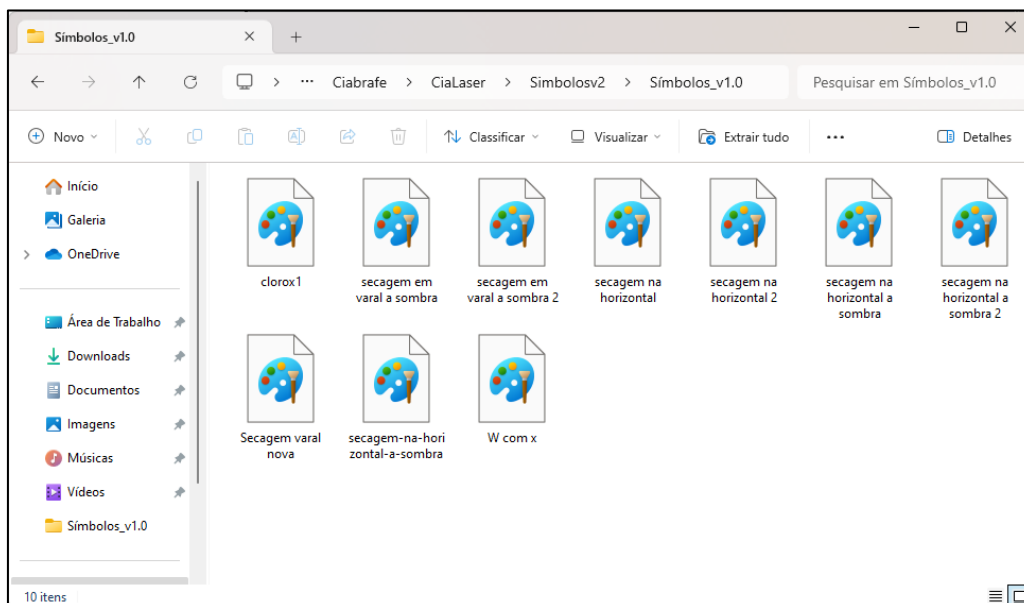 Símbolos_v1.0
Ciabrafe > CiaLaser > Simbolosv2 > Símbolos_v1.0 Pesquisar em Símbolos_v1.0
Novo Classificar Visualizar Extrair tudo Detalhes
Início
Galeria
OneDrive
Área de Trabalho
Downloads
Documentos
Imagens
Músicas
Vídeos
Símbolos_v1.0
clorox1
secagem em
varal a sombra
secagem em
varal a sombra 2
secagem na
horizontal
secagem na
horizontal 2
secagem na
horizontal a
sombra
secagem na
horizontal a
sombra 2
Secagem varal
nova
secagem-na-hori
zontal-a-sombra
W com x
10 itens